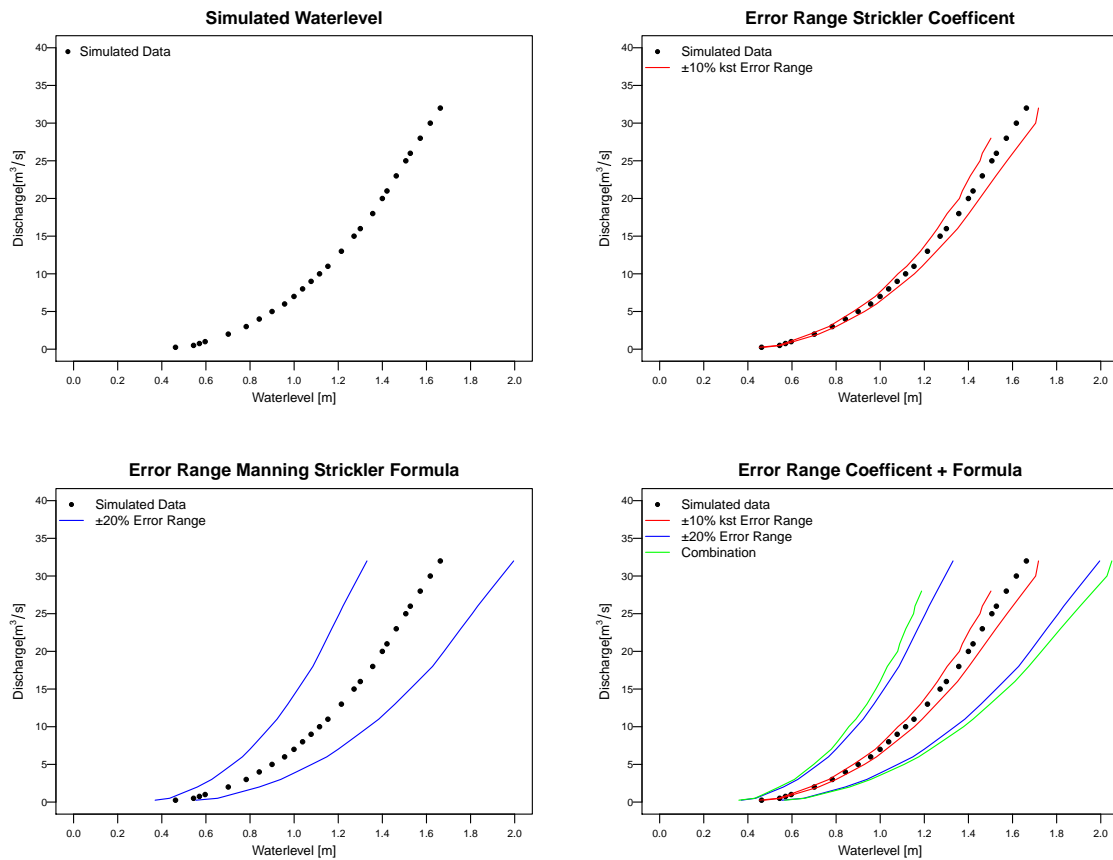 Simulated Waterlevel
Simulated Data
40
35
30
25
20
15
10
5
0
Discharge[m³/s]
0.0 0.2 0.4 0.6 0.8 1.0 1.2 1.4 1.6 1.8 2.0
Waterlevel [m]
Error Range Strickler Coefficent
Simulated Data
±10% kst Error Range
40
35
30
25
20
15
10
5
0
Discharge[m³/s]
0.0 0.2 0.4 0.6 0.8 1.0 1.2 1.4 1.6 1.8 2.0
Waterlevel [m]
Error Range Manning Strickler Formula
Simulated Data
±20% Error Range
40
35
30
25
20
15
10
5
0
Discharge[m³/s]
0.0 0.2 0.4 0.6 0.8 1.0 1.2 1.4 1.6 1.8 2.0
Waterlevel [m]
Error Range Coefficent + Formula
Simulated data
±10% kst Error Range
±20% Error Range
Combination
40
35
30
25
20
15
10
5
0
Discharge[m³/s]
0.0 0.2 0.4 0.6 0.8 1.0 1.2 1.4 1.6 1.8 2.0
Waterlevel [m]